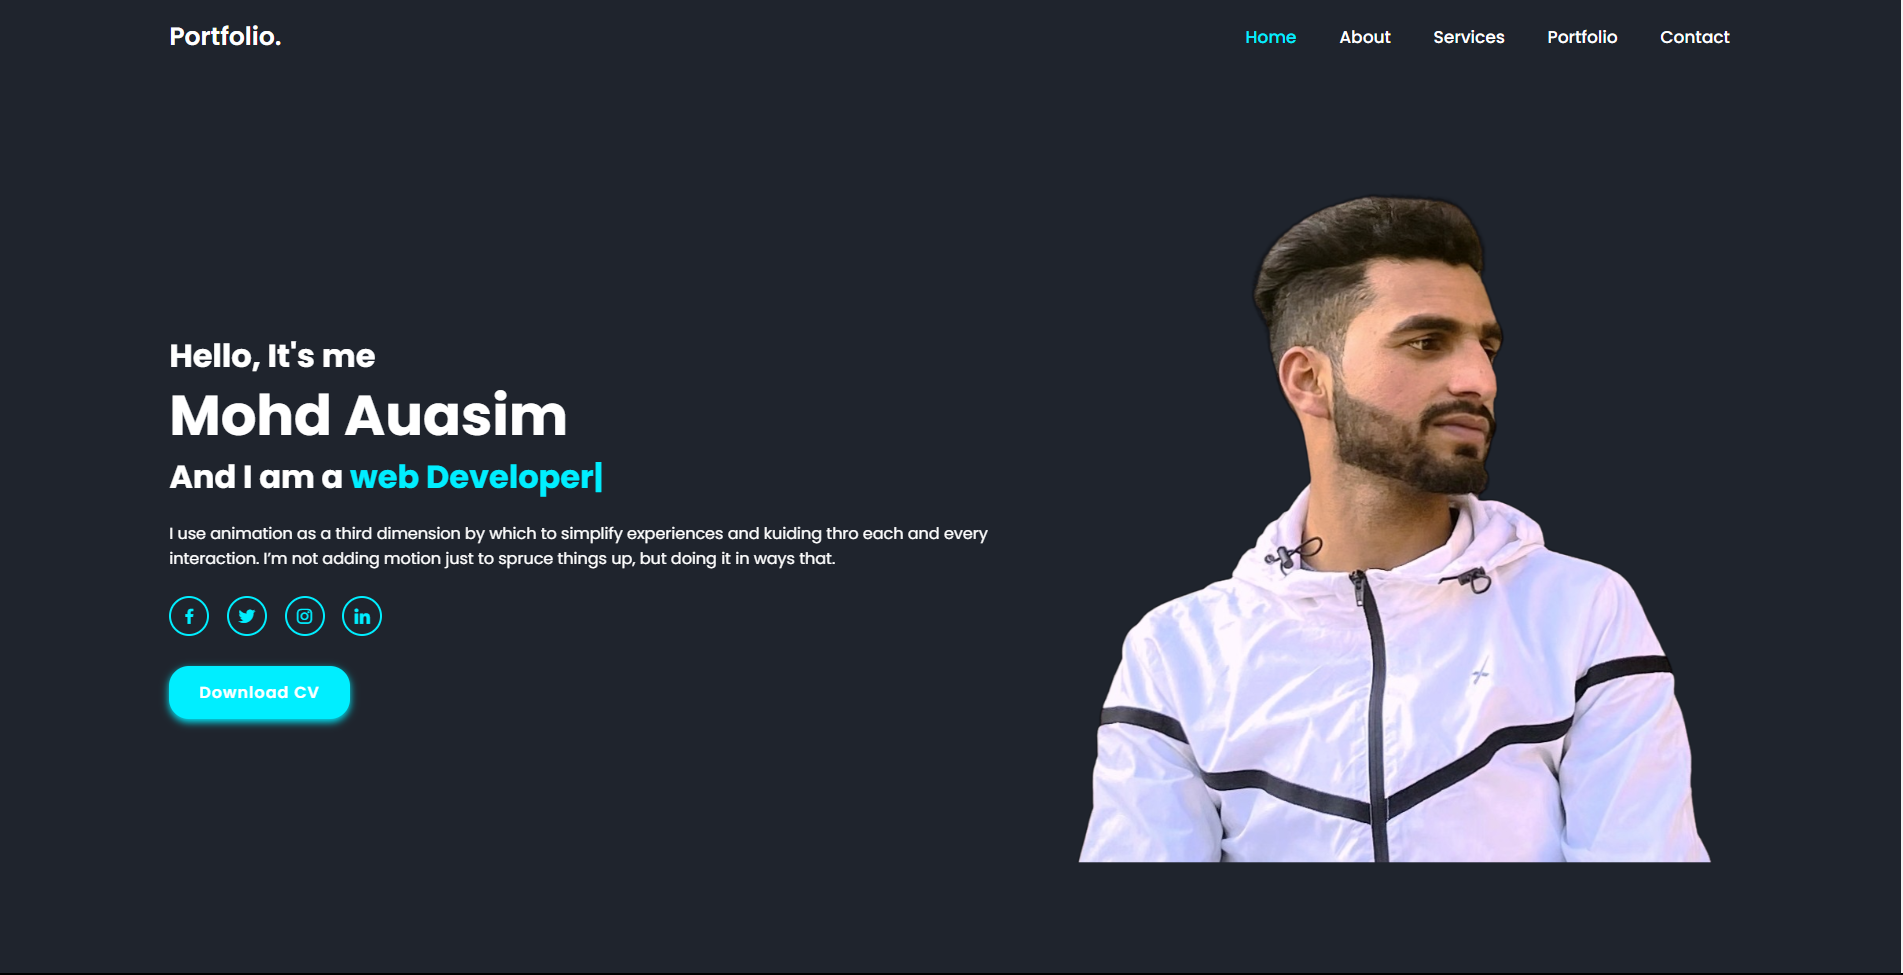 Portfolio.
Home About Services Portfolio Contact
Hello, It's me
Mohd Auasim
And I am a web Developer|
I use animation as a third dimension by which to simplify experiences and kuiding thro each and every
interaction. I’m not adding motion just to spruce things up, but doing it in ways that.
Download CV